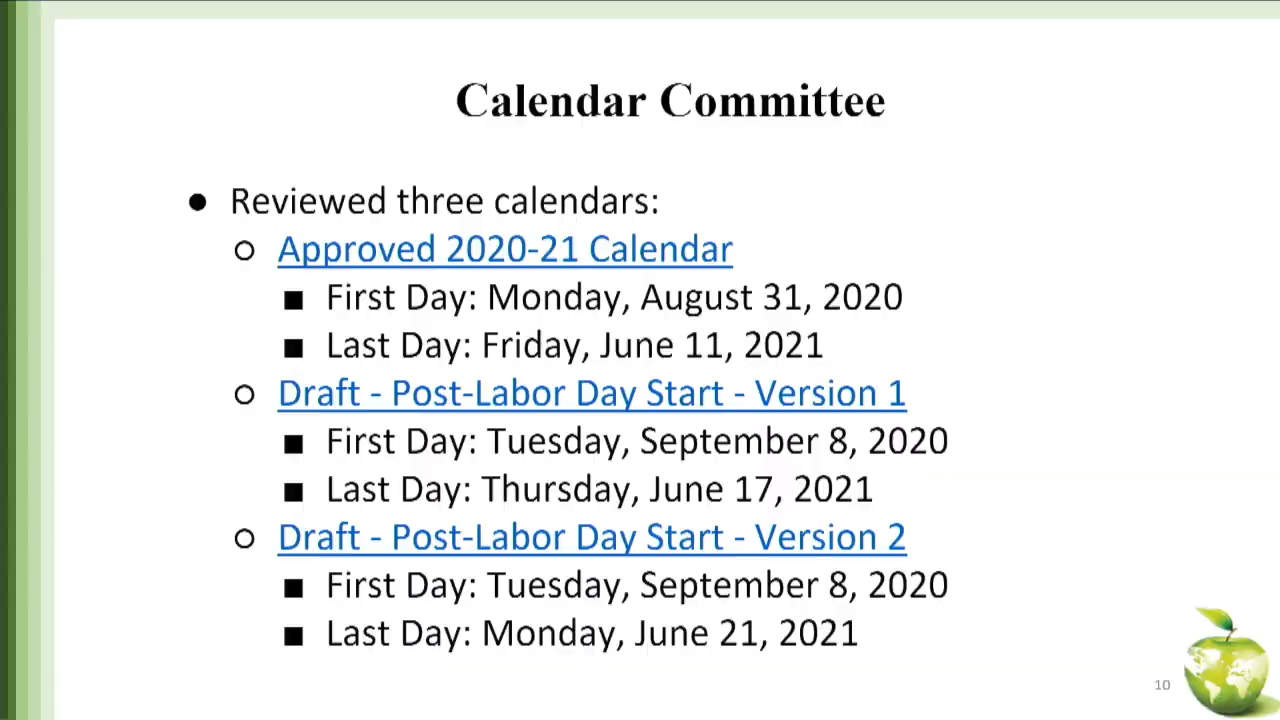 Calendar Committee
● Reviewed three calendars:
○ Approved 2020-21 Calendar
■ First Day: Monday, August 31, 2020
■ Last Day: Friday, June 11, 2021
○ Draft - Post-Labor Day Start - Version 1
■ First Day: Tuesday, September 8, 2020
■ Last Day: Thursday, June 17, 2021
○ Draft - Post-Labor Day Start - Version 2
■ First Day: Tuesday, September 8, 2020
■ Last Day: Monday, June 21, 2021
10